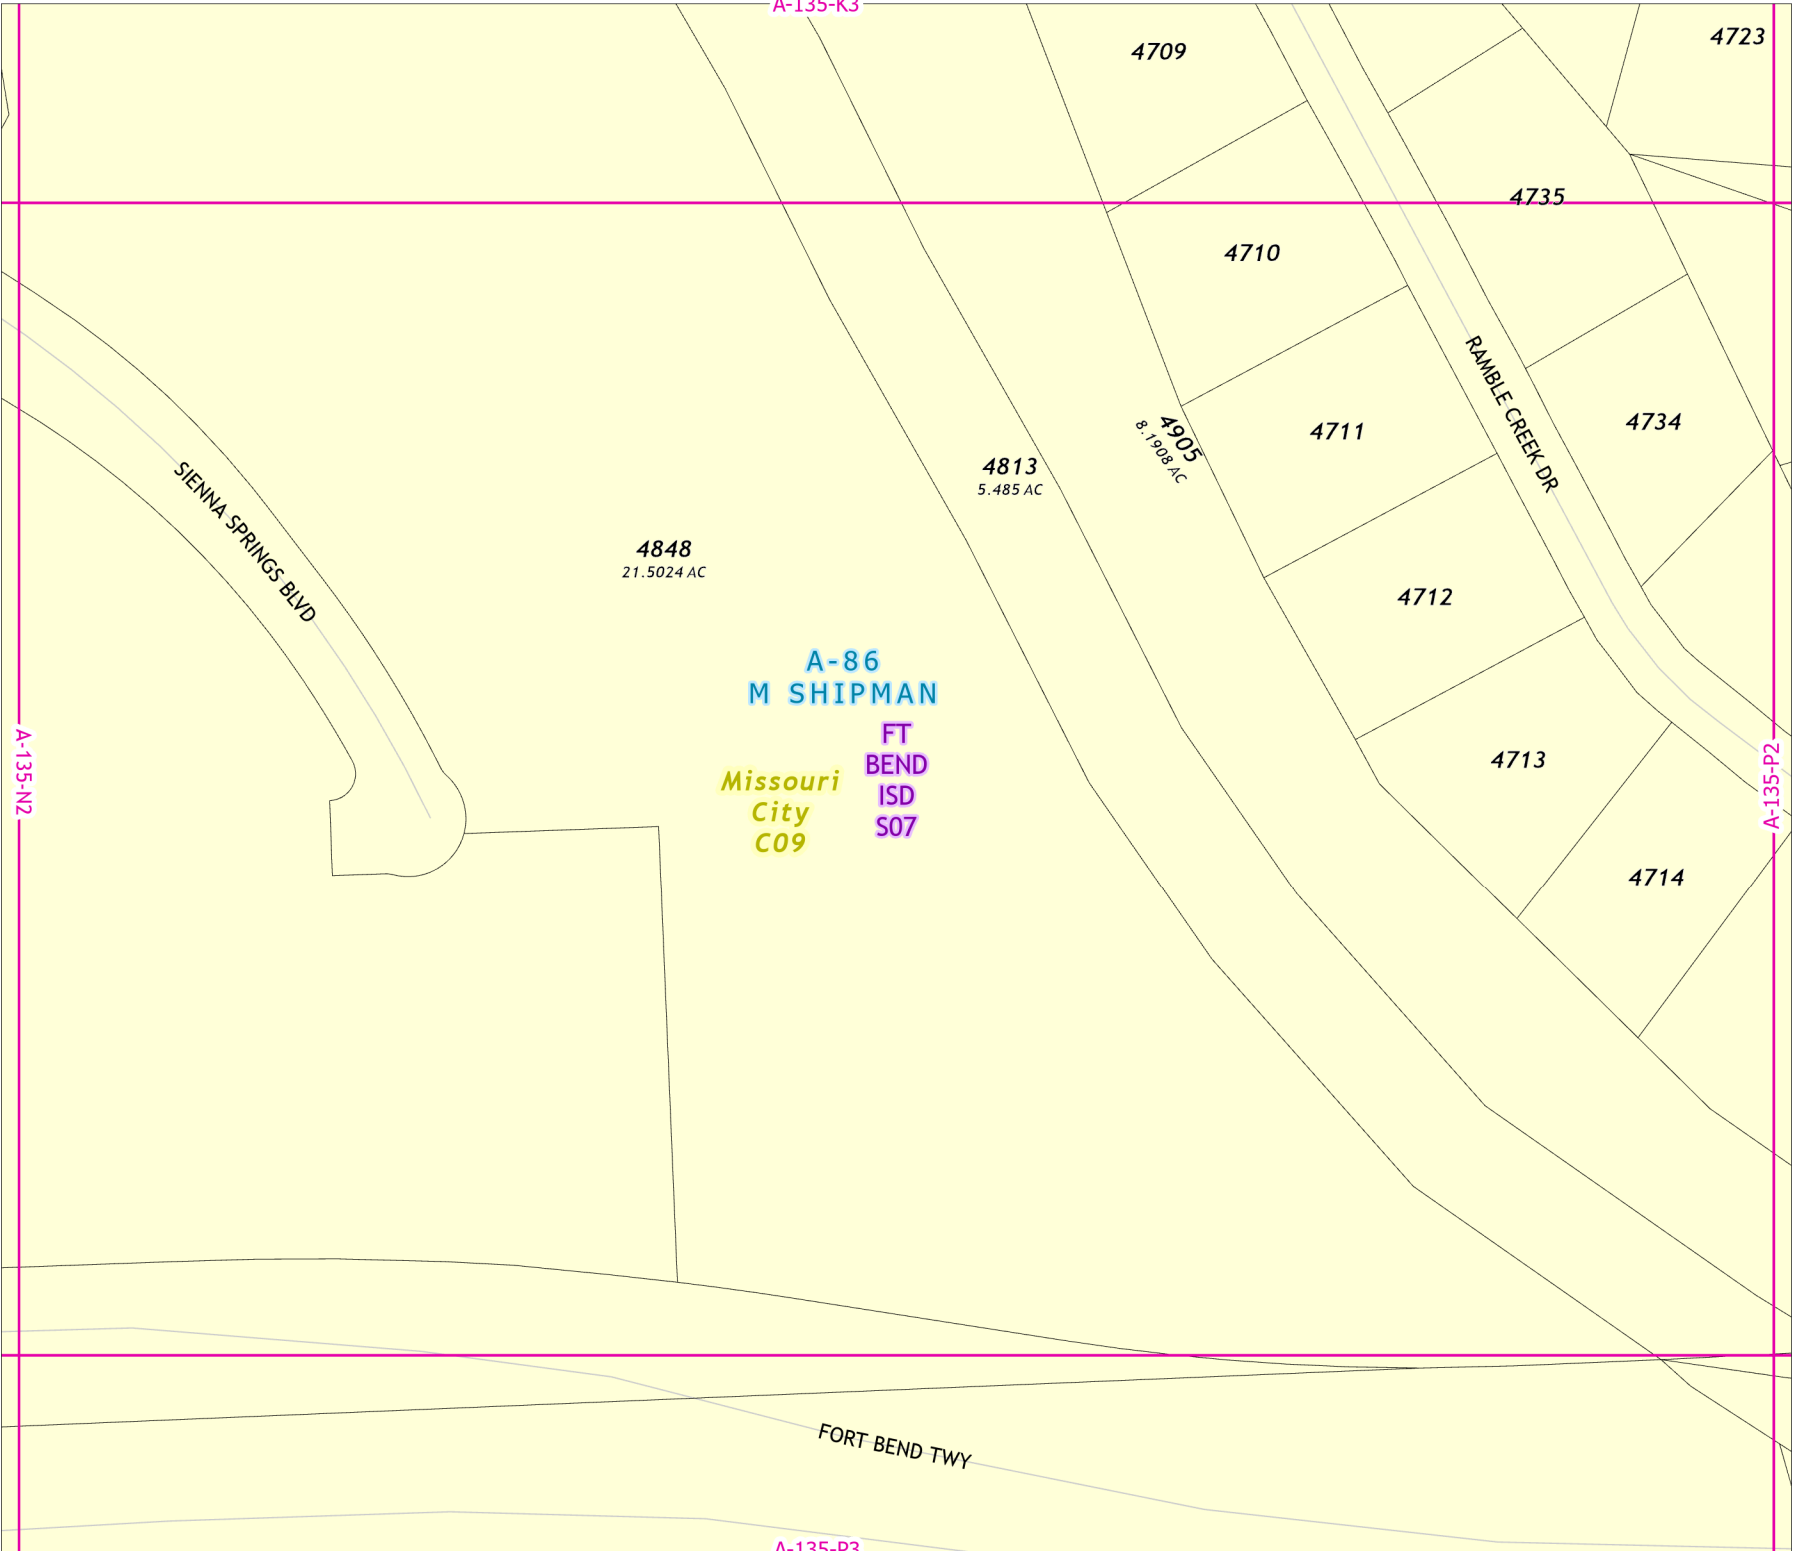 A-135-K3
4709
4723
4735
4710
RAMBLE CREEK DR
4711
4734
4905
8.1908 AC
4813
5.485 AC
SIENNA SPRINGS BLVD
4848
21.5024 AC
4712
A-86
M SHIPMAN
FT
BEND
ISD
S07
Missouri
City
C09
A-135-N2
4713
A-135-P2
4714
FORT BEND TWY
A-135-P3